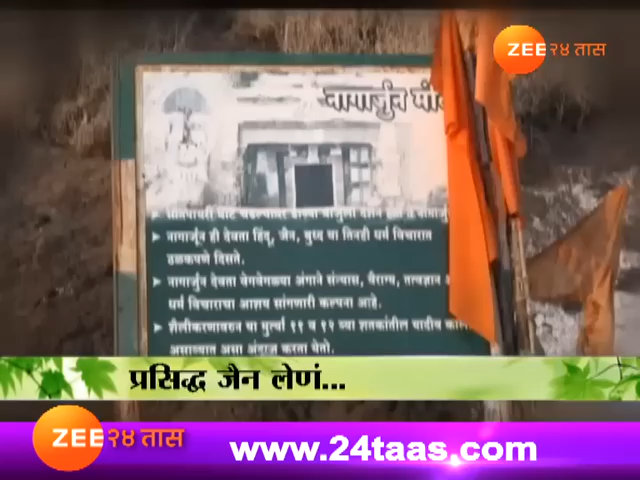 ZEE २४ तास
नागार्जुन
नागार्जून ही देवता हिंदू, जैन, बुध्द या तिनही धर्म विचारात
ठळकपणे दिसते.
नागार्जुन देवता वेगवेगळ्या अंगाने संन्यास, वैराग्य, तत्वज्ञान
धर्म विचाराचा आशय सांगणारी कल्पना आहे.
शैलीकरणावरुन या गुम्फा ११ व १२ व्या शतकातील यादीव
असाव्यात असा अंदाज करता येतो.
प्रसिद्ध जैन लेणं...
ZEE २४ तास
www.24taas.com